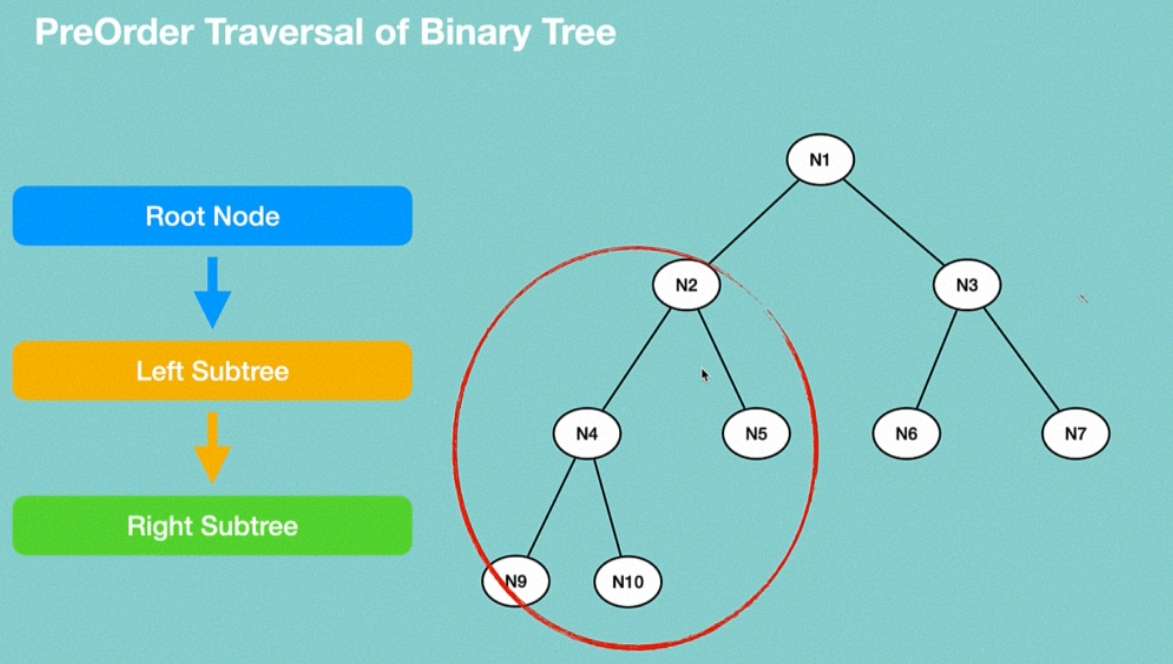 PreOrder Traversal of Binary Tree
Root Node
Left Subtree
Right Subtree
N1
N2
N3
N4
N5
N6
N7
N9
N10